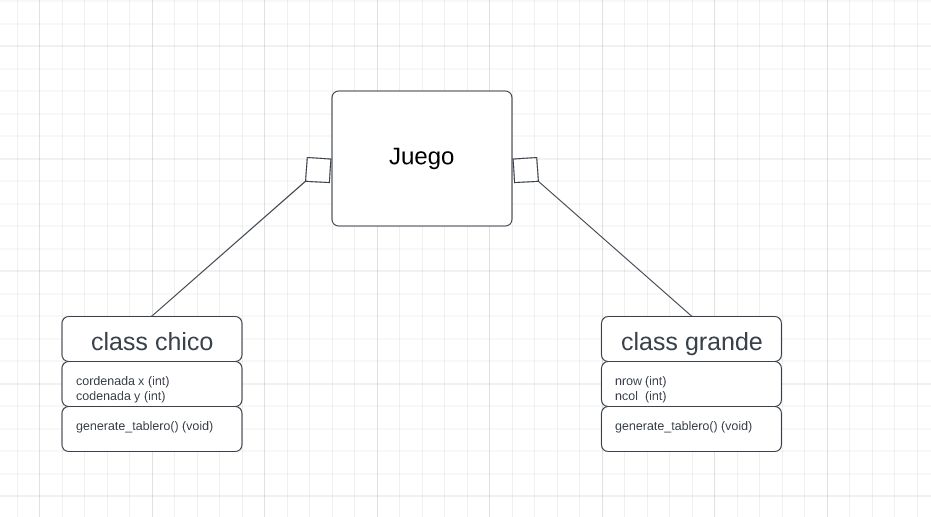 Juego
class chico
cordenada x (int)
codenada y (int)
generate_tablero() (void)
class grande
nrow (int)
ncol  (int)
generate_tablero() (void)